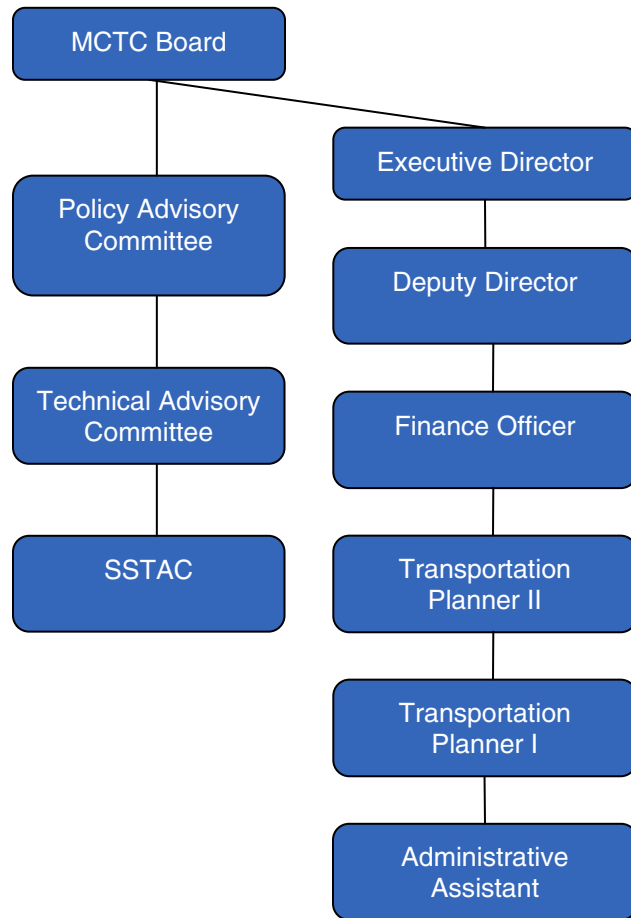 MCTC Board
Executive Director
Policy Advisory
Committee
Deputy Director
Technical Advisory
Committee
Finance Officer
SSTAC
Transportation
Planner II
Transportation
Planner I
Administrative
Assistant